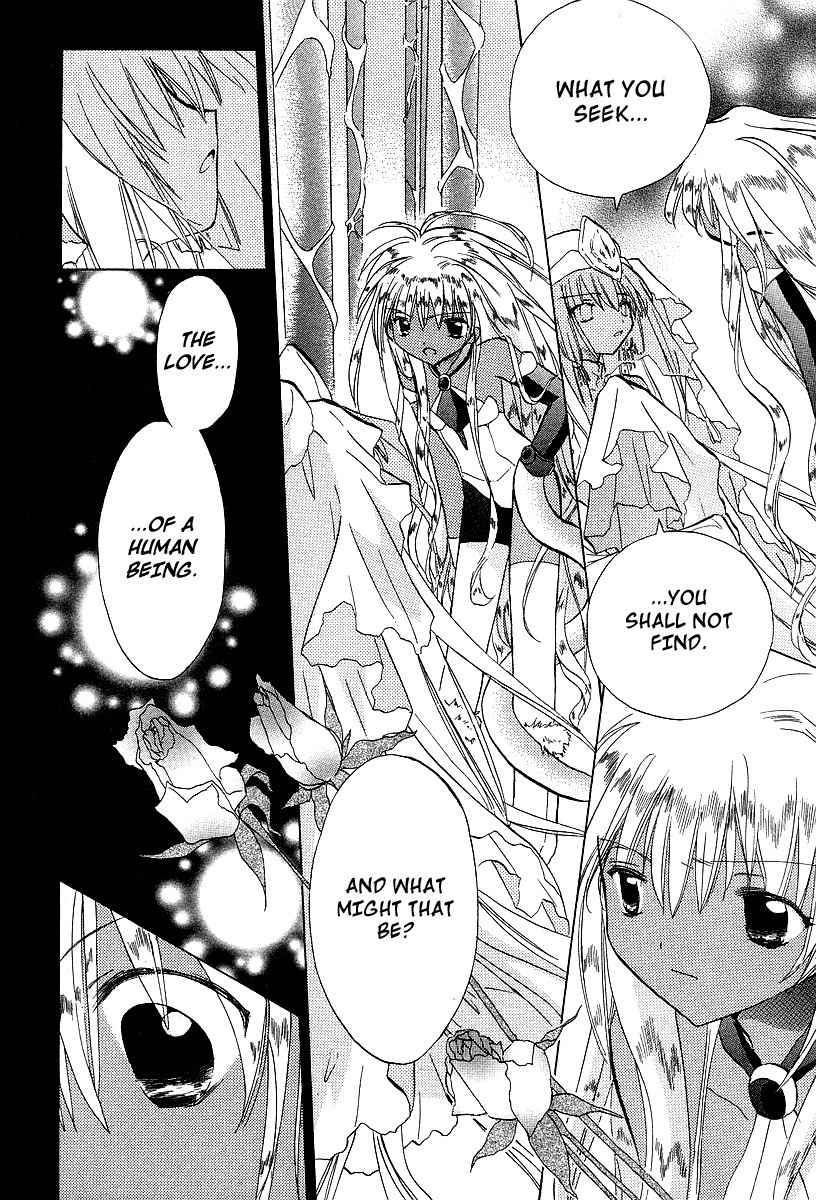 WHAT YOU
SEEK...
...YOU
SHALL NOT
FIND.
AND WHAT
MIGHT THAT
BE?
THE
LOVE...
...OF A
HUMAN
BEING.